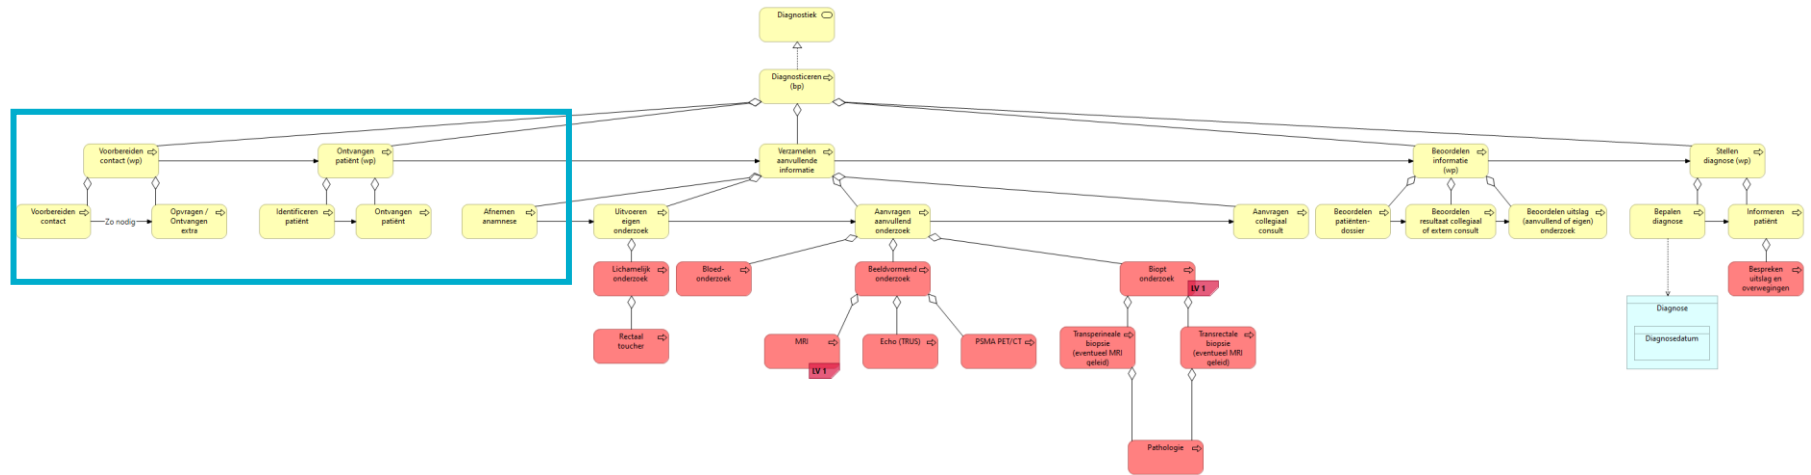 Diagnostiek
Diagnosticeren
(bp)
Voorbereiden
contact (wp)
Ontvangen
patiënt (wp)
Verzamelen
aanvullende
informatie
Beoordelen
informatie
(wp)
Stellen
diagnose (wp)
Voorbereiden
contact
Zo nodig
Opvragen /
Ontvangen
extra
Identificeren
patiënt
Ontvangen
patiënt
Afnemen
anamnese
Uitvoeren
eigen
onderzoek
Aanvragen
aanvullend
onderzoek
Aanvragen
collegiaal
consult
Beoordelen
patiënten-
dossier
Beoordelen
resultaat collegiaal
of extern consult
Beoordelen uitslag
(aanvullend of eigen)
onderzoek
Bepalen
diagnose
Informeren
patiënt
Lichamelijk
onderzoek
Bloed-
onderzoek
Beeldvormend
onderzoek
Biopt
onderzoek
LV 1
Bespreken
uitslag en
overwegingen
Rectaal
toucher
MRI
LV 1
Echo (TRUS)
PSMA PET/CT
Transperineale
biopsie
(eventueel MRI
geleid)
Transrectale
biopsie
(eventueel MRI
geleid)
Diagnose
Diagnosedatum
Pathologie